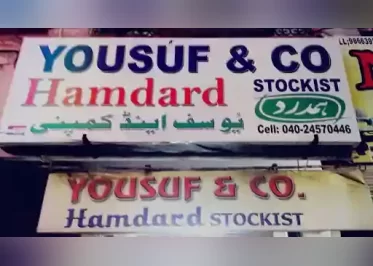 YOUSUF & CO
Hamdard STOCKIST
ہمدرد
یوسف اینڈ کمپنی
Cell: 040-24570446
YOUSUF & CO.
Hamdard STOCKIST